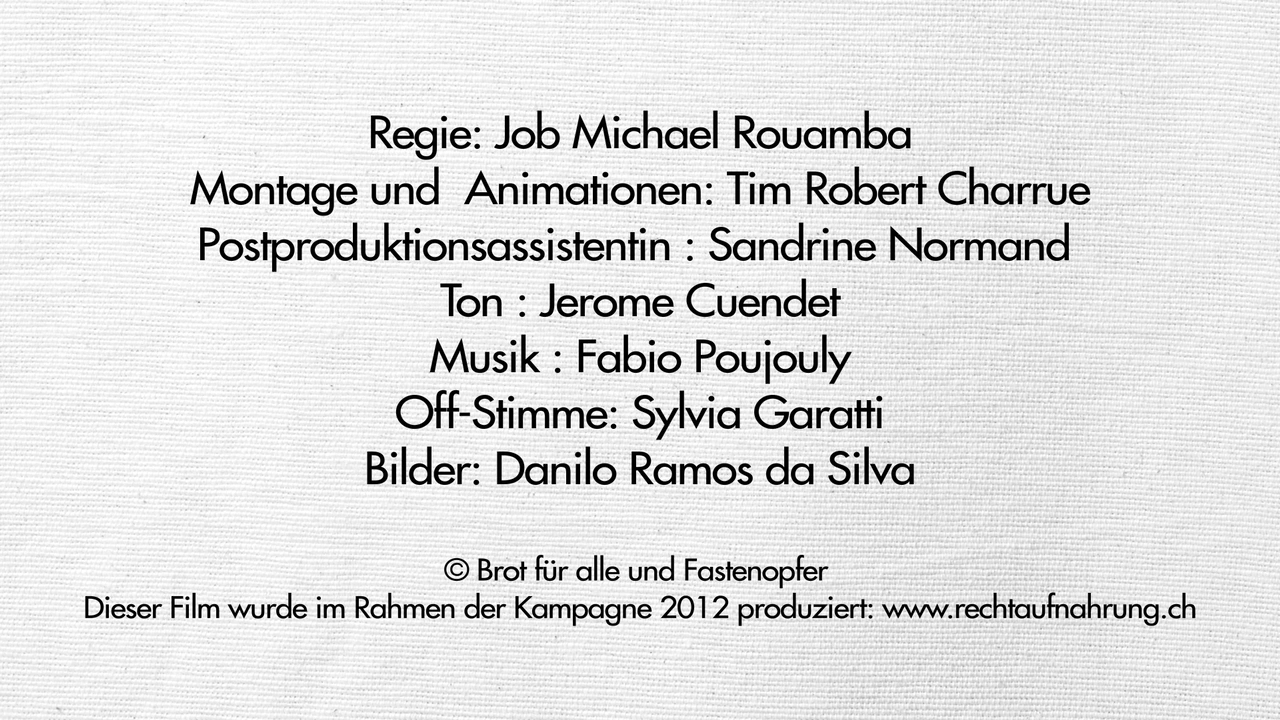 Regie: Job Michael Rouamba
Montage und  Animationen: Tim Robert Charrue
Postproduktionsassistentin : Sandrine Normand
Ton : Jerome Cuendet
Musik : Fabio Poujouly
Off-Stimme: Sylvia Garatti
Bilder: Danilo Ramos da Silva
© Brot für alle und Fastenopfer
Dieser Film wurde im Rahmen der Kampagne 2012 produziert: www.rechtaufnahrung.ch